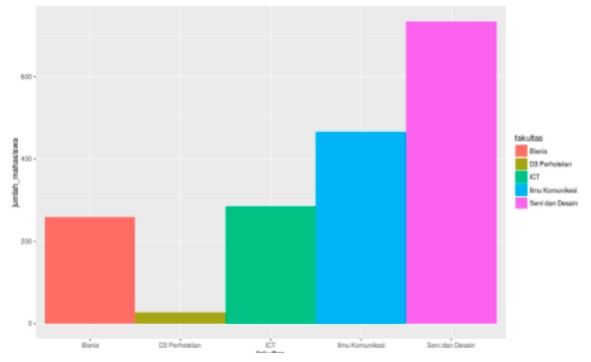 jumlah_mahasiswa
600
400
200
0
Bisnis
D3 Perhotelan
ICT
Ilmu Komunikasi
Seni dan Desain
fakultas
fakultas
Bisnis
D3 Perhotelan
ICT
Ilmu Komunikasi
Seni dan Desain